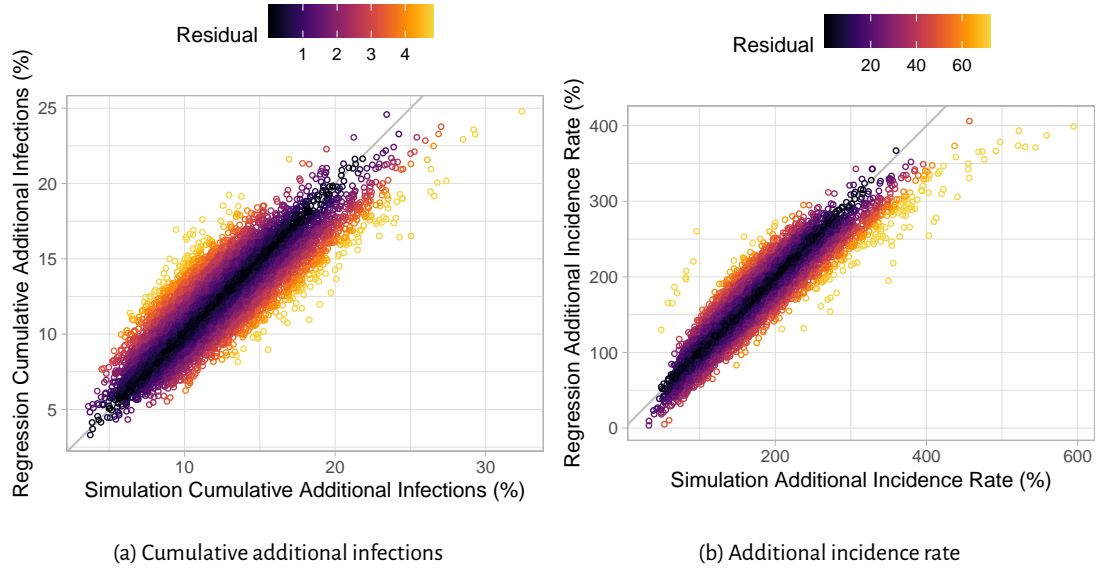 Residual
1 2 3 4
Regression Cumulative Additional Infections (%)
25
20
15
10
5
10 20 30
Simulation Cumulative Additional Infections (%)
(a) Cumulative additional infections
Residual
20 40 60
Regression Additional Incidence Rate (%)
400
300
200
100
0
200 400 600
Simulation Additional Incidence Rate (%)
(b) Additional incidence rate